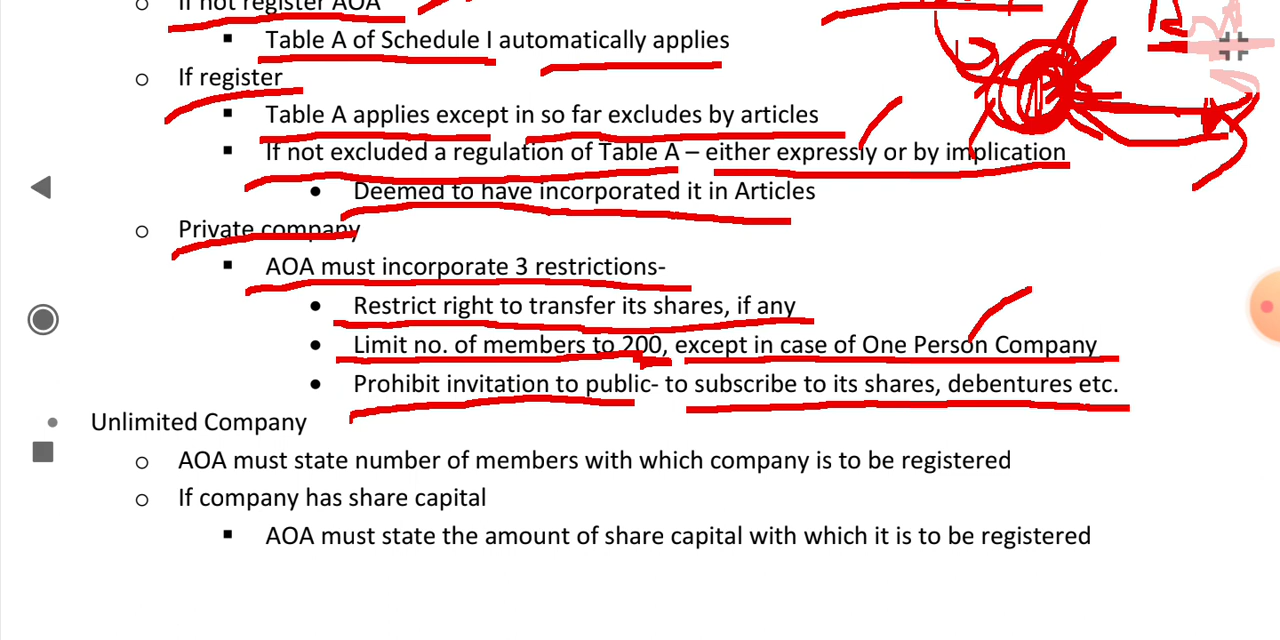 If not register AOA
Table A of Schedule I automatically applies
If register
Table A applies except in so far excludes by articles
If not excluded a regulation of Table A – either expressly or by implication
Deemed to have incorporated it in Articles
Private company
AOA must incorporate 3 restrictions-
Restrict right to transfer its shares, if any
Limit no. of members to 200, except in case of One Person Company
Prohibit invitation to public- to subscribe to its shares, debentures etc.
Unlimited Company
AOA must state number of members with which company is to be registered
If company has share capital
AOA must state the amount of share capital with which it is to be registered